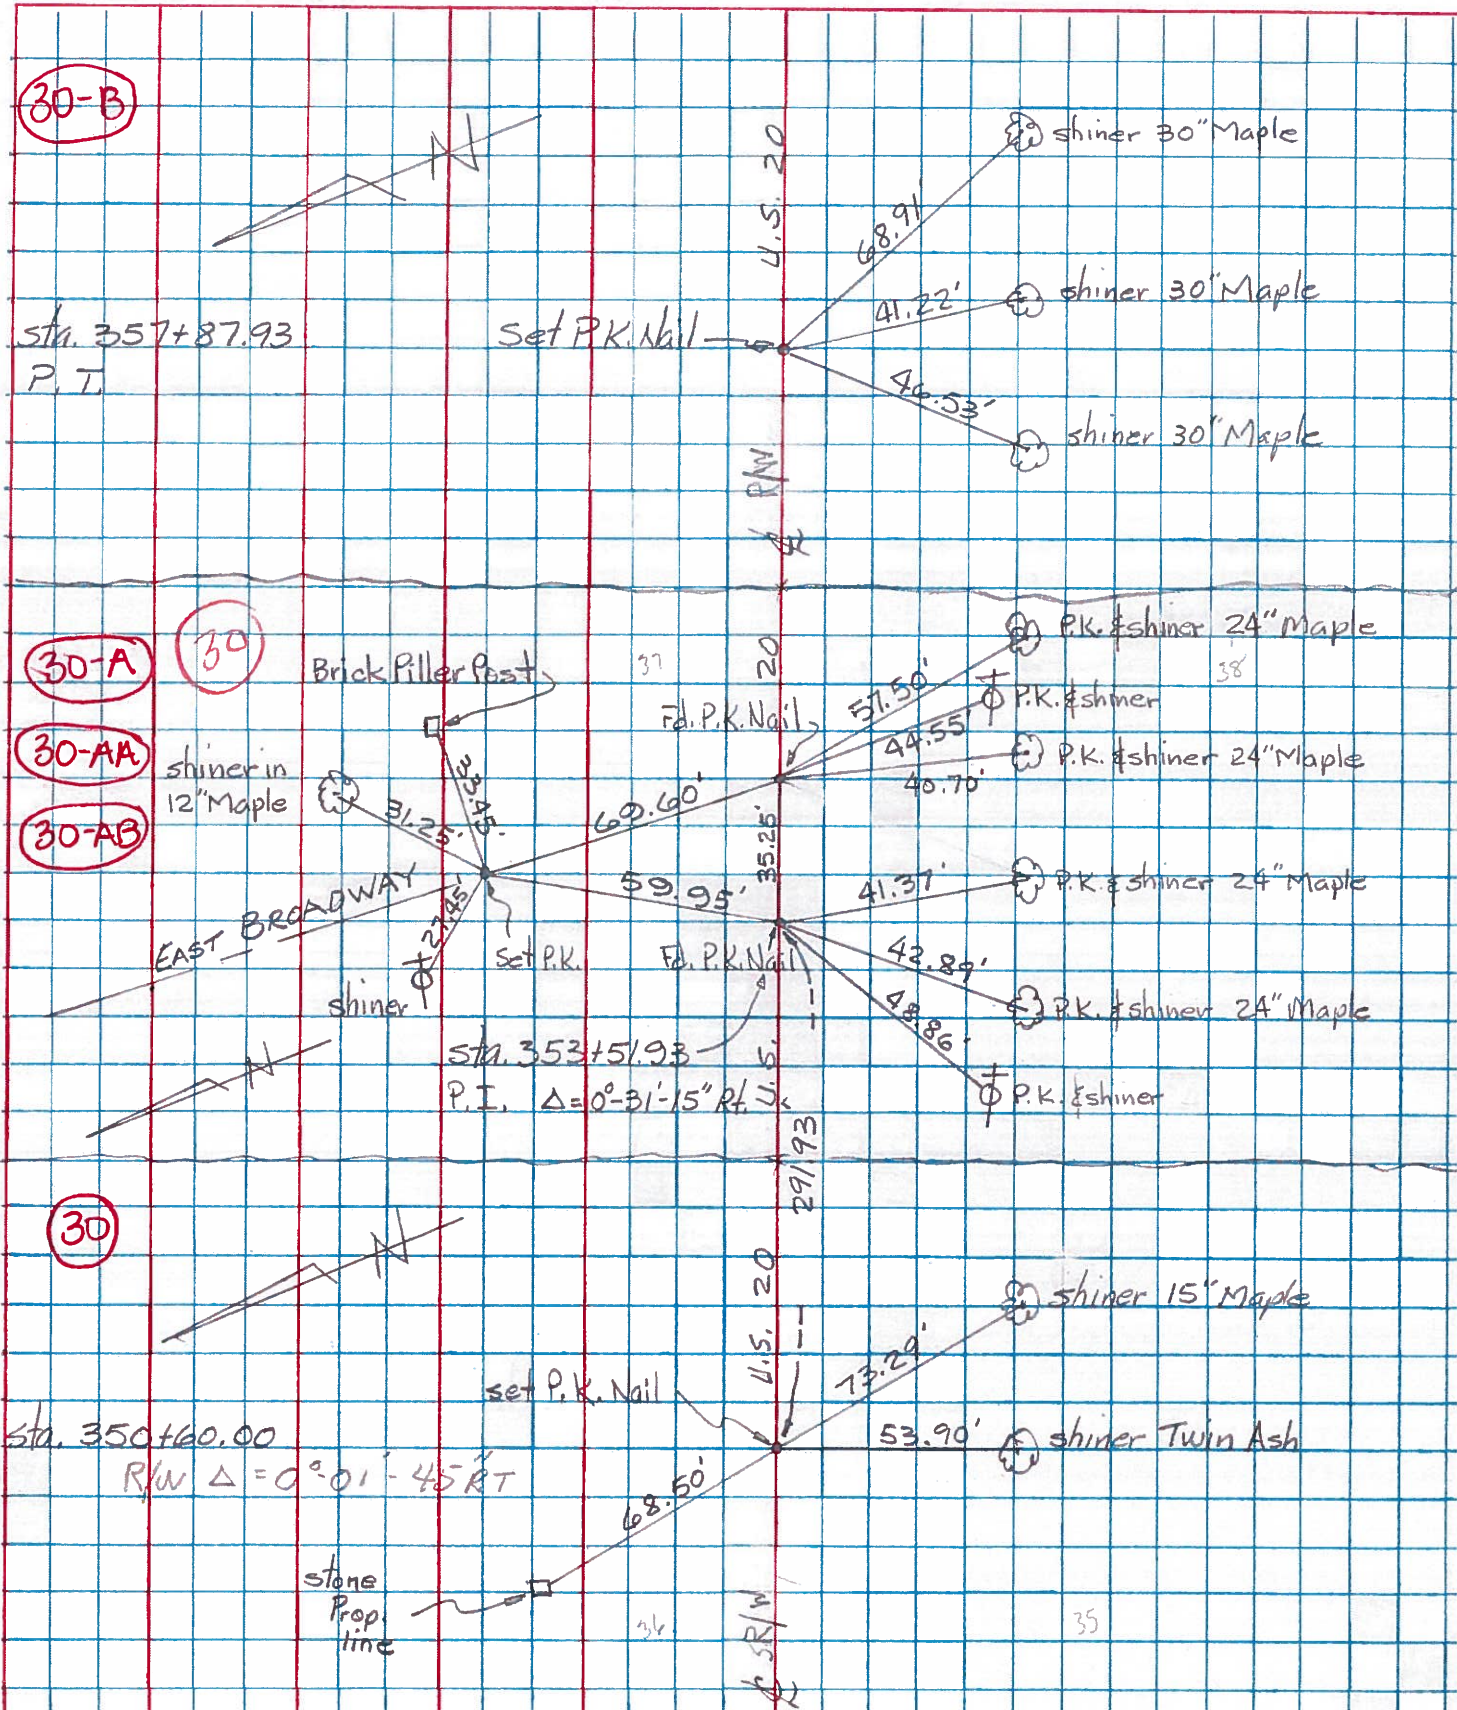 30-B
N
U.S. 20
shiner 30" Maple
68.91'
shiner 30" Maple
41.22'
sta. 357+87.93
P.I.
Set P.K. Nail
46.53'
shiner 30" Maple
& R/W
30-A
30
30-AA
30-AB
Brick Piller Post
37
20
P.K. & shiner 24" Maple
38
57.50'
P.K. & shiner
Fd. P.K. Nail
44.55'
P.K. & shiner 24" Maple
40.70'
shiner in
12" Maple
33.45'
31.25'
69.60'
35.25'
EAST BROADWAY
59.95'
41.37'
P.K. & shiner 24" Maple
27.45'
set P.K.
Fd. P.K. Nail
42.89'
shiner
P.K. & shiner 24" Maple
48.86'
N
sta. 353+51.93
P.I. Δ=0°-31'-15" Rt.
U.S.
P.K. & shiner
291.93
30
N
U.S. 20
shiner 15" Maple
73.29'
set P.K. Nail
53.90'
shiner Twin Ash
sta. 350+60.00
R/W Δ = 0°-01'-45" RT
68.50'
stone
Prop.
line
36
35
R/W